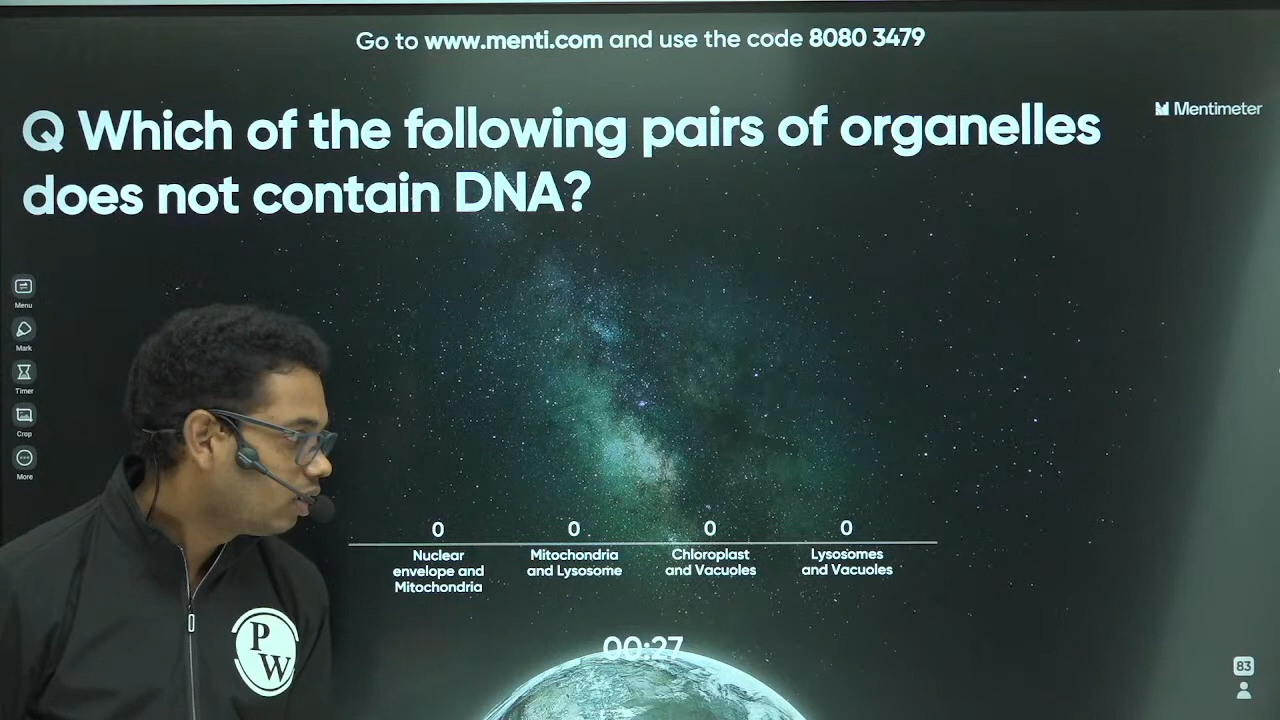 Go to www.menti.com and use the code 8080 3479
Mentimeter
Q Which of the following pairs of organelles
does not contain DNA?
Menu
Mark
Timer
Crop
More
0
0
0
0
Nuclear
envelope and
Mitochondria
Mitochondria
and Lysosome
Chloroplast
and Vacuoles
Lysosomes
and Vacuoles
00:27
P
W
83